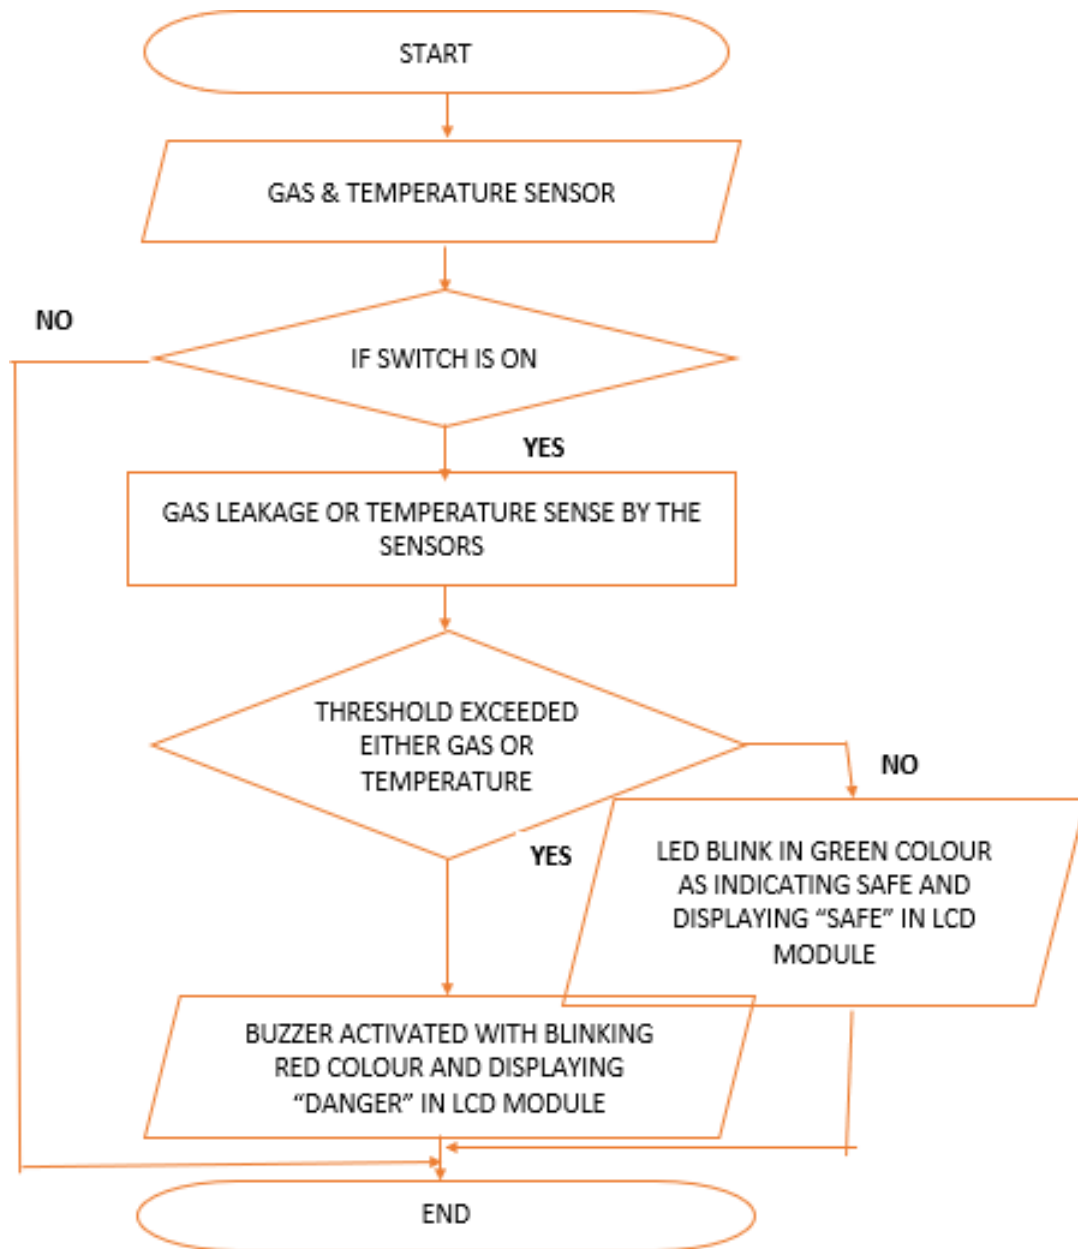 START
GAS & TEMPERATURE SENSOR
NO
IF SWITCH IS ON
YES
GAS LEAKAGE OR TEMPERATURE SENSE BY THE
SENSORS
THRESHOLD EXCEEDED
EITHER GAS OR
TEMPERATURE
NO
YES
LED BLINK IN GREEN COLOUR
AS INDICATING SAFE AND
DISPLAYING “SAFE” IN LCD
MODULE
BUZZER ACTIVATED WITH BLINKING
RED COLOUR AND DISPLAYING
“DANGER” IN LCD MODULE
END